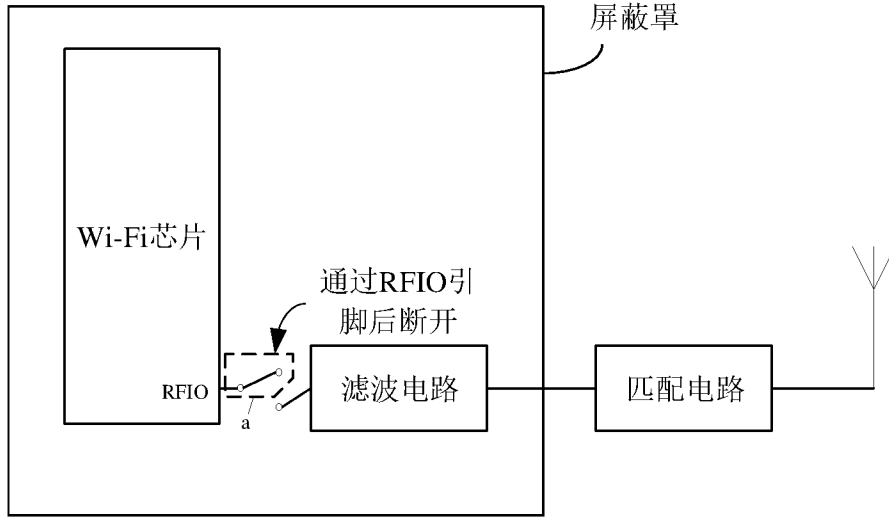 屏蔽罩
Wi-Fi芯片
通过RFIO引
脚后断开
RFIO
a
滤波电路
匹配电路